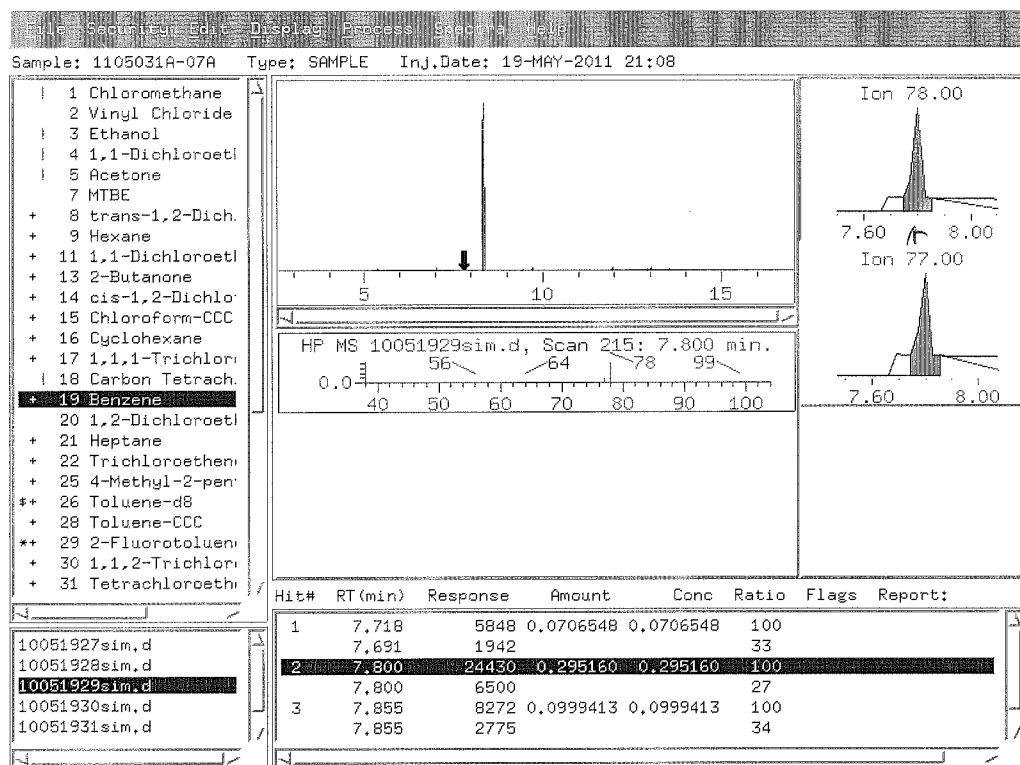 File Security Edit Display Process Spectra Help
Sample: 1105031A-07A Type: SAMPLE Inj.Date: 19-MAY-2011 21:08
| 1 Chloromethane
2 Vinyl Chloride
| 3 Ethanol
| 4 1,1-Dichloroetl
| 5 Acetone
7 MTBE
+ 8 trans-1,2-Dich.
+ 9 Hexane
+ 11 1,1-Dichloroetl
+ 13 2-Butanone
+ 14 cis-1,2-Dichlo
+ 15 Chloroform-CCC
+ 16 Cyclohexane
+ 17 1,1,1-Trichlor
| 18 Carbon Tetrach.
+ 19 Benzene
20 1,2-Dichloroetl
+ 21 Heptane
+ 22 Trichloroethen
+ 25 4-Methyl-2-pen
$+ 26 Toluene-d8
+ 28 Toluene-CCC
*+ 29 2-Fluorotoluen
+ 30 1,1,2-Trichlor
+ 31 Tetrachloroeth
10051927sim.d
10051928sim.d
10051929sim.d
10051930sim.d
10051931sim.d
5 10 15
HP MS 10051929sim.d, Scan 215: 7.800 min.
56 64 78 99
0.0
40 50 60 70 80 90 100
Ion 78.00
7.60 8.00
Ion 77.00
7.60 8.00
Hit# RT(min) Response Amount Conc Ratio Flags Report:
1 7.718 5848 0.0706548 0.0706548 100
7.691 1942 33
2 7.800 24430 0.295160 0.295160 100
7.800 6500 27
3 7.855 8272 0.0999413 0.0999413 100
7.855 2775 34